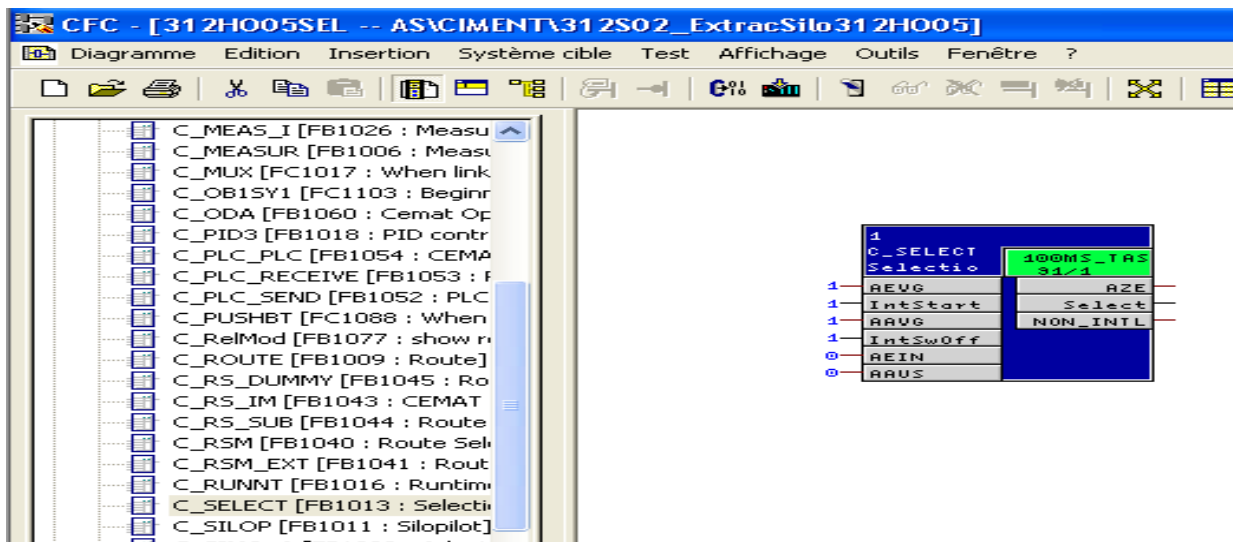 CFC - [312HO05SEL -- AS\CIMENT\312S02_ExtracSilo312HO05]
Diagramme Edition Insertion Système cible Test Affichage Outils Fenêtre ?
C_MEAS_I [FB1026 : Measu
C_MEASUR [FB1006 : Measu
C_MUX [FC1017 : When link
C_OB1SY1 [FC1103 : Beginr
C_ODA [FB1060 : Cemat Op
C_PID3 [FB1018 : PID contr
C_PLC_PLC [FB1054 : CEMA
C_PLC_RECEIVE [FB1053 : F
C_PLC_SEND [FB1052 : PLC
C_PUSHBT [FC1088 : When
C_RelMod [FB1077 : show r
C_ROUTE [FB1009 : Route]
C_RS_DUMMY [FB1045 : Ro
C_RS_IM [FB1043 : CEMAT
C_RS_SUB [FB1044 : Route
C_RSM [FB1040 : Route Sel
C_RSM_EXT [FB1041 : Rout
C_RUNNT [FB1016 : Runtim
C_SELECT [FB1013 : Selecti
C_SILOP [FB1011 : Silopilot]
1
C_SELECT
Selectio
100MS_TAS
91/1
1 AEVG AZE
1 IntStart Select
1 AAVG NON_INTL
1 IntSwOff
0 AEIN
0 AAUS